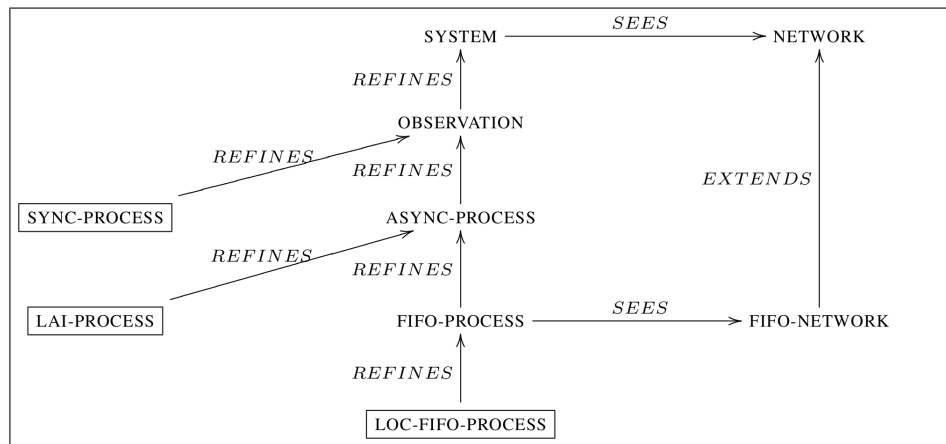 SYSTEM SEES NETWORK
REFINES
OBSERVATION
REFINES
REFINES EXTENDS
SYNC-PROCESS ASYNC-PROCESS
REFINES
REFINES
LAI-PROCESS FIFO-PROCESS SEES FIFO-NETWORK
REFINES
LOC-FIFO-PROCESS